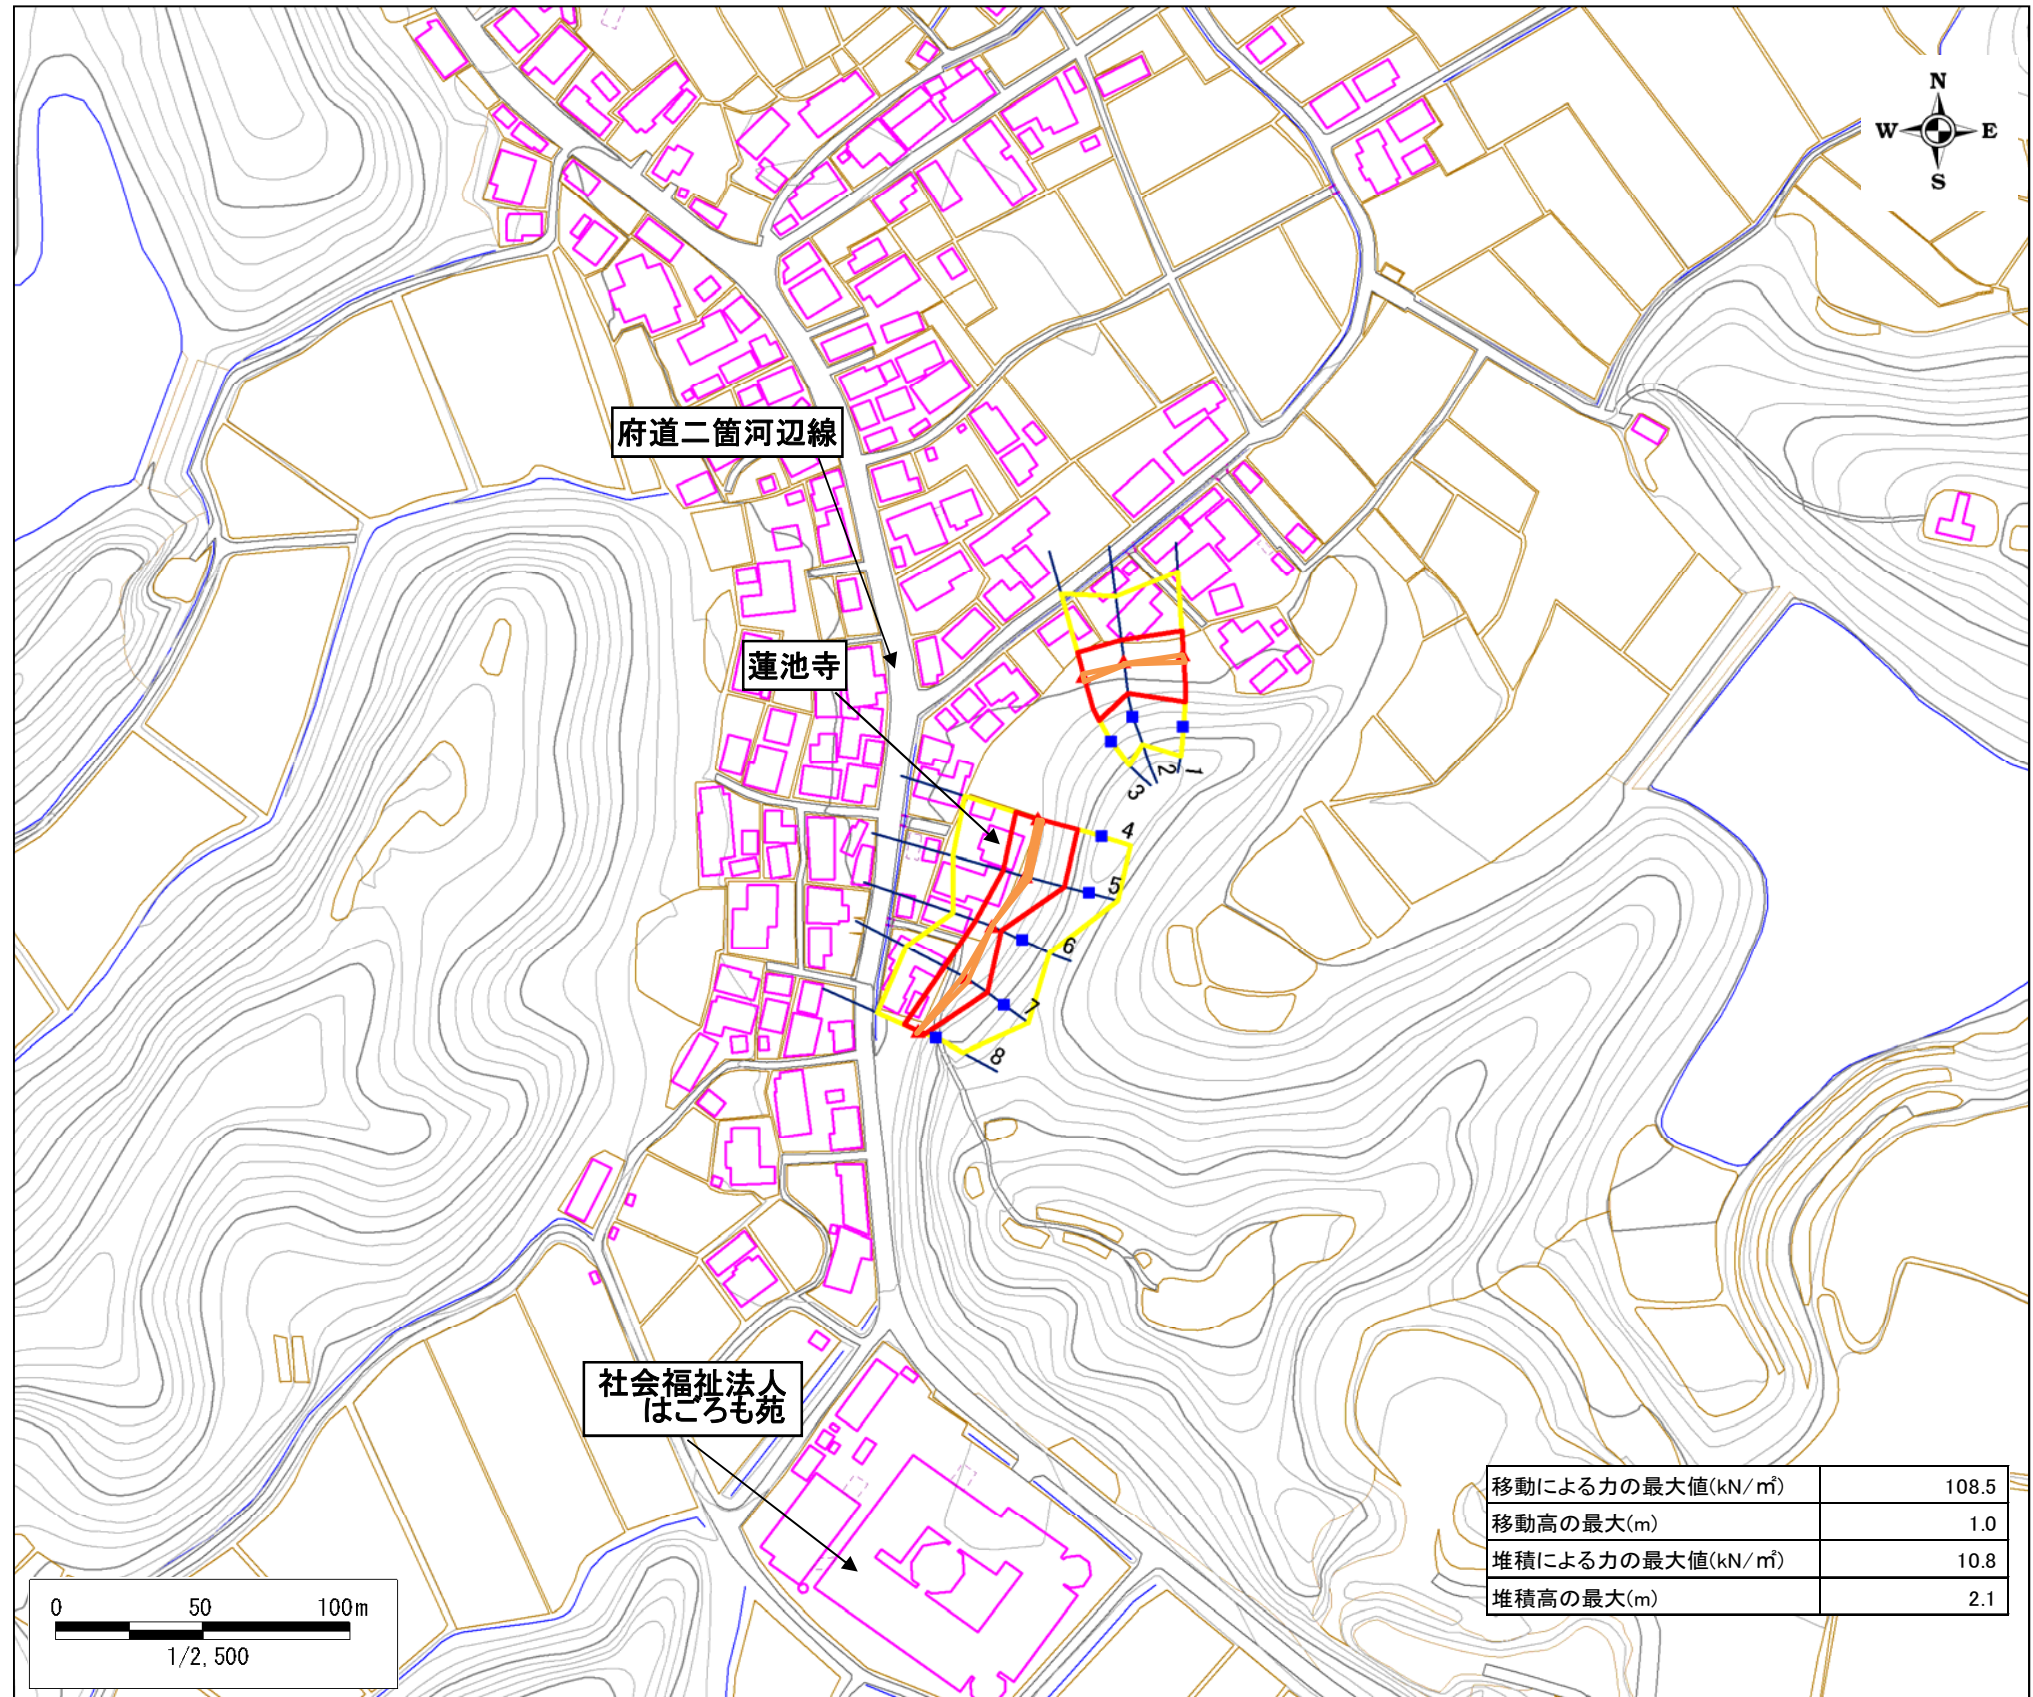 N
W E
S
府道二箇河辺線
蓮池寺
1
2
3
4
5
6
7
8
社会福祉法人
はごろも苑
移動による力の最大値(kN/㎡) 108.5
移動高の最大(m) 1.0
堆積による力の最大値(kN/㎡) 10.8
堆積高の最大(m) 2.1
0 50 100m
1/2,500